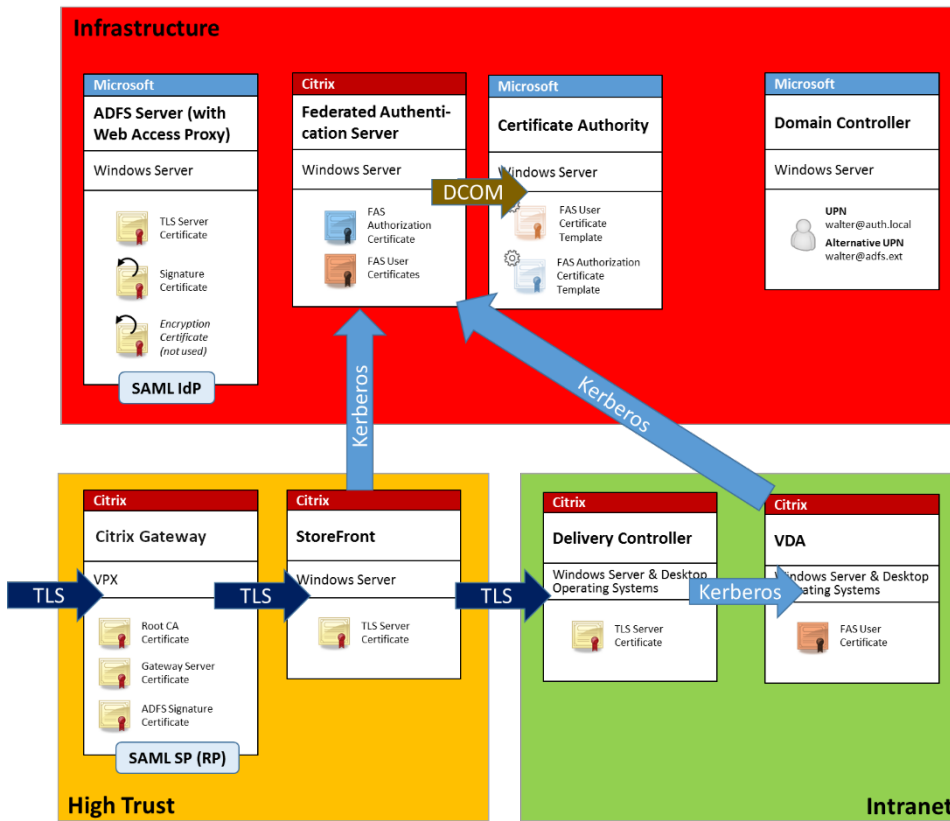 Infrastructure
Microsoft
ADFS Server (with
Web Access Proxy)
Windows Server
TLS Server
Certificate
Signature
Certificate
Encryption
Certificate
(not used)
SAML IdP
Citrix
Federated Authenti-
cation Server
Windows Server
FAS
Authorization
Certificate
FAS User
Certificates
DCOM
Microsoft
Certificate Authority
Windows Server
FAS User
Certificate
Template
FAS Authorization
Certificate
Template
Microsoft
Domain Controller
Windows Server
UPN
walter@auth.local
Alternative UPN
walter@adfs.ext
Kerberos
Kerberos
Citrix
Citrix Gateway
VPX
TLS
Root CA
Certificate
Gateway Server
Certificate
ADFS Signature
Certificate
SAML SP (RP)
TLS
Citrix
StoreFront
Windows Server
TLS Server
Certificate
High Trust
TLS
Citrix
Delivery Controller
Windows Server & Desktop
Operating Systems
TLS Server
Certificate
Kerberos
Citrix
VDA
Windows Server & Desktop
Operating Systems
FAS User
Certificate
Intranet